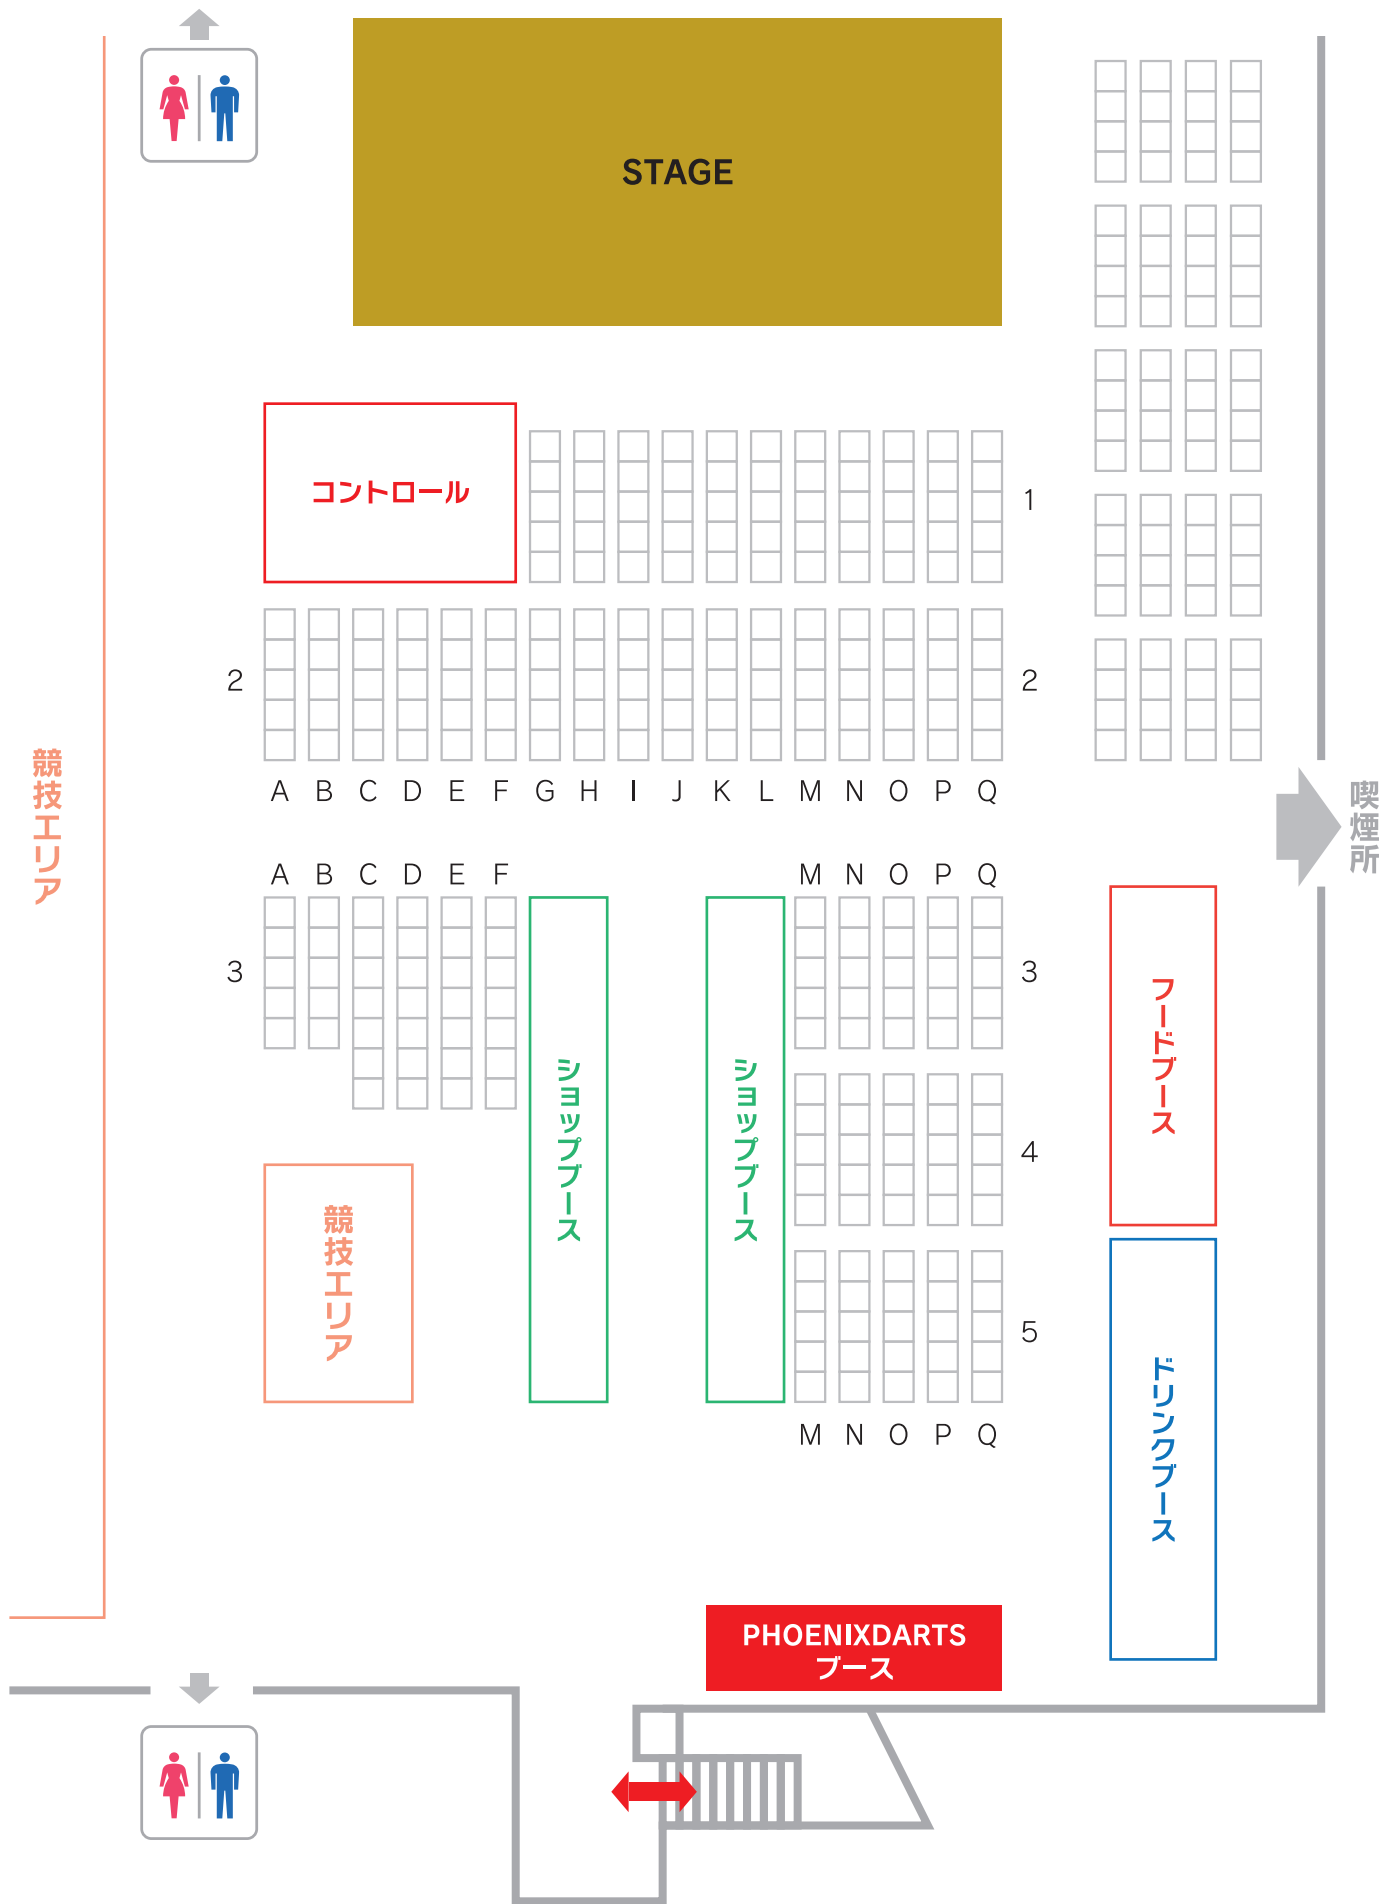 STAGE
コントロール
1
2
2
A B C D E F G H I J K L M N O P Q
競技エリア
喫煙所
A B C D E F
M N O P Q
3
3
フードブース
ショップブース
ショップブース
4
競技エリア
5
ドリンクブース
M N O P Q
PHOENIXDARTS
ブース